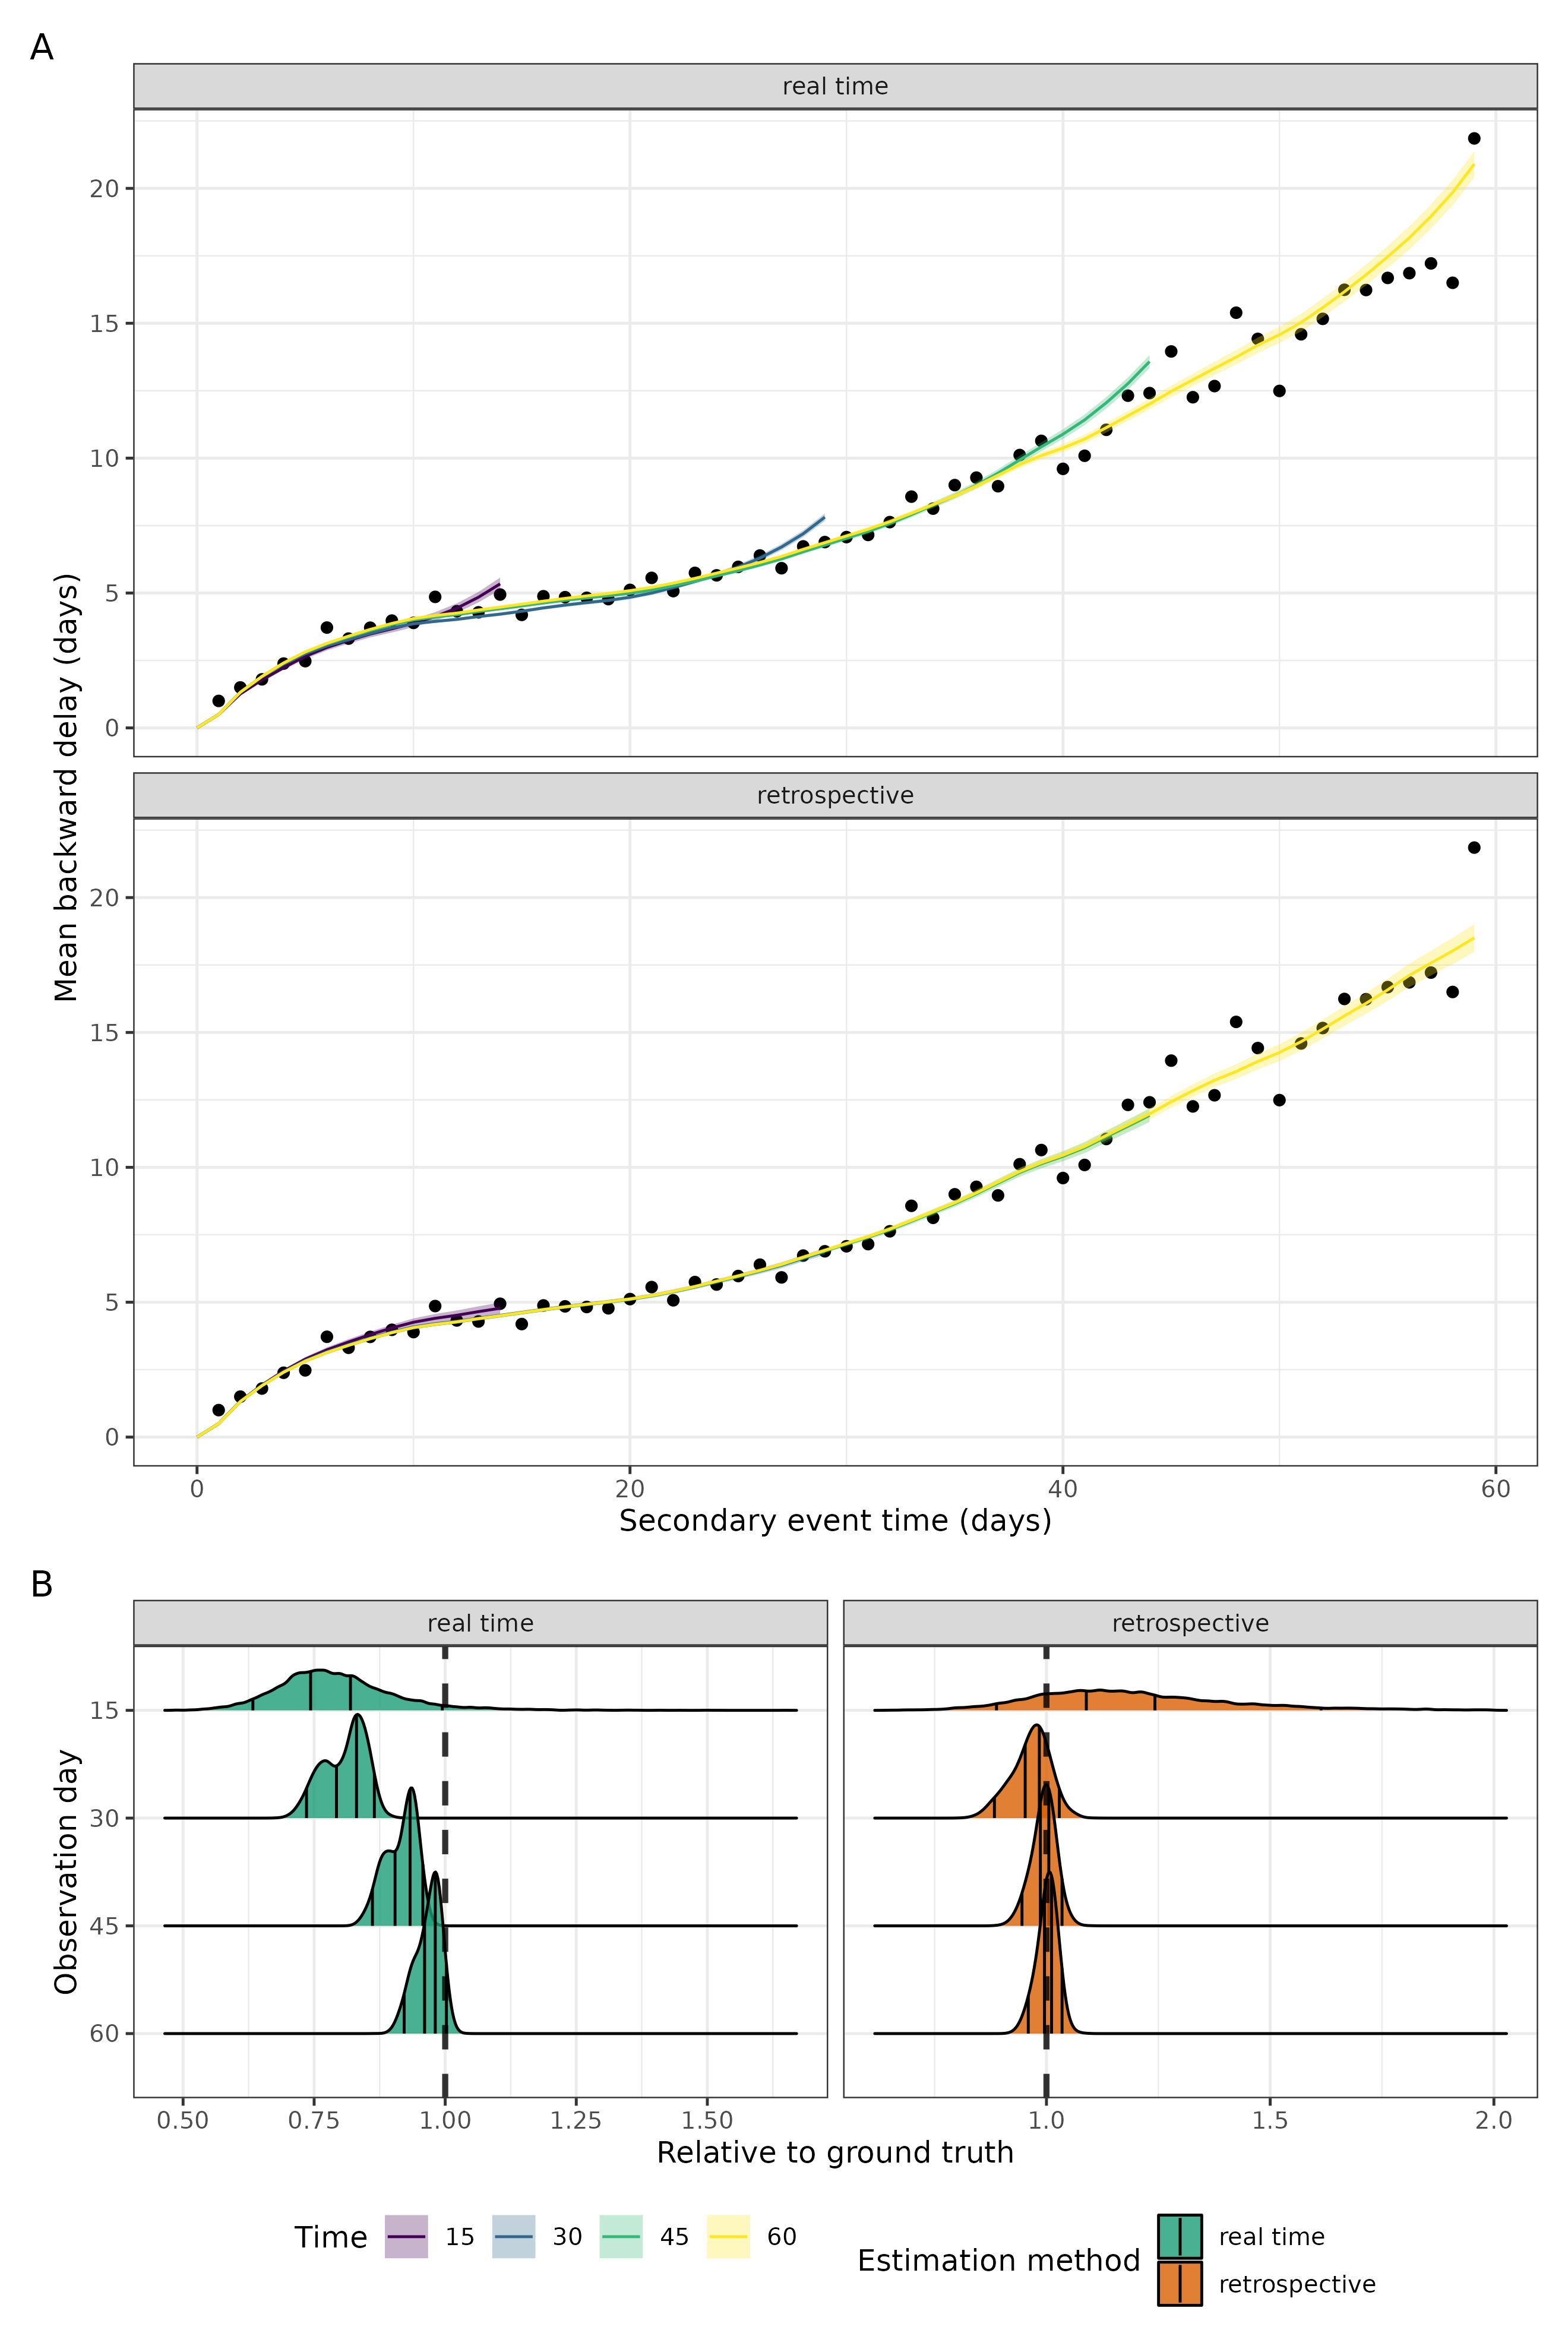 A
real time
20
15
10
5
0
retrospective
20
15
10
5
0
Mean backward delay (days)
0 20 40 60
Secondary event time (days)
B
real time retrospective
15
30
45
60
Observation day
0.50 0.75 1.00 1.25 1.50 1.0 1.5 2.0
Relative to ground truth
Time 15 30 45 60
Estimation method
real time
retrospective